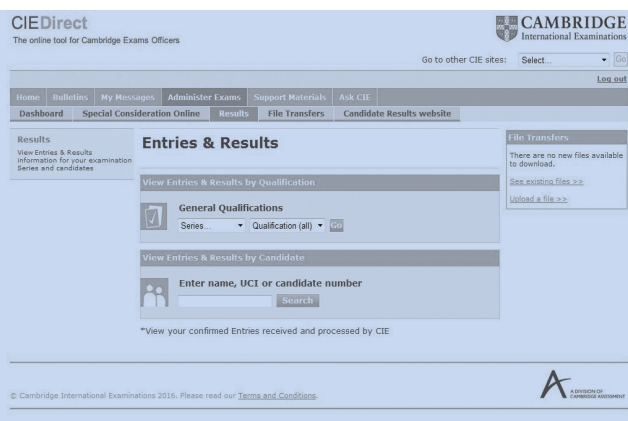 CIEDirect
The online tool for Cambridge Exams Officers
CAMBRIDGE
International Examinations
Go to other CIE sites: Select... Go
Log out
Home Bulletins My Messages Administer Exams Support Materials Ask CIE
Dashboard Special Consideration Online Results File Transfers Candidate Results website
Results
View Entries & Results
information for your examination
Series and candidates
Entries & Results
View Entries & Results by Qualification
General Qualifications
Series... Qualification (all) Go
View Entries & Results by Candidate
Enter name, UCI or candidate number
Search
*View your confirmed Entries received and processed by CIE
File Transfers
There are no new files available
to download.
See existing files >>
Upload a file >>
© Cambridge International Examinations 2016. Please read our Terms and Conditions.
A DIVISION OF
CAMBRIDGE ASSESSMENT